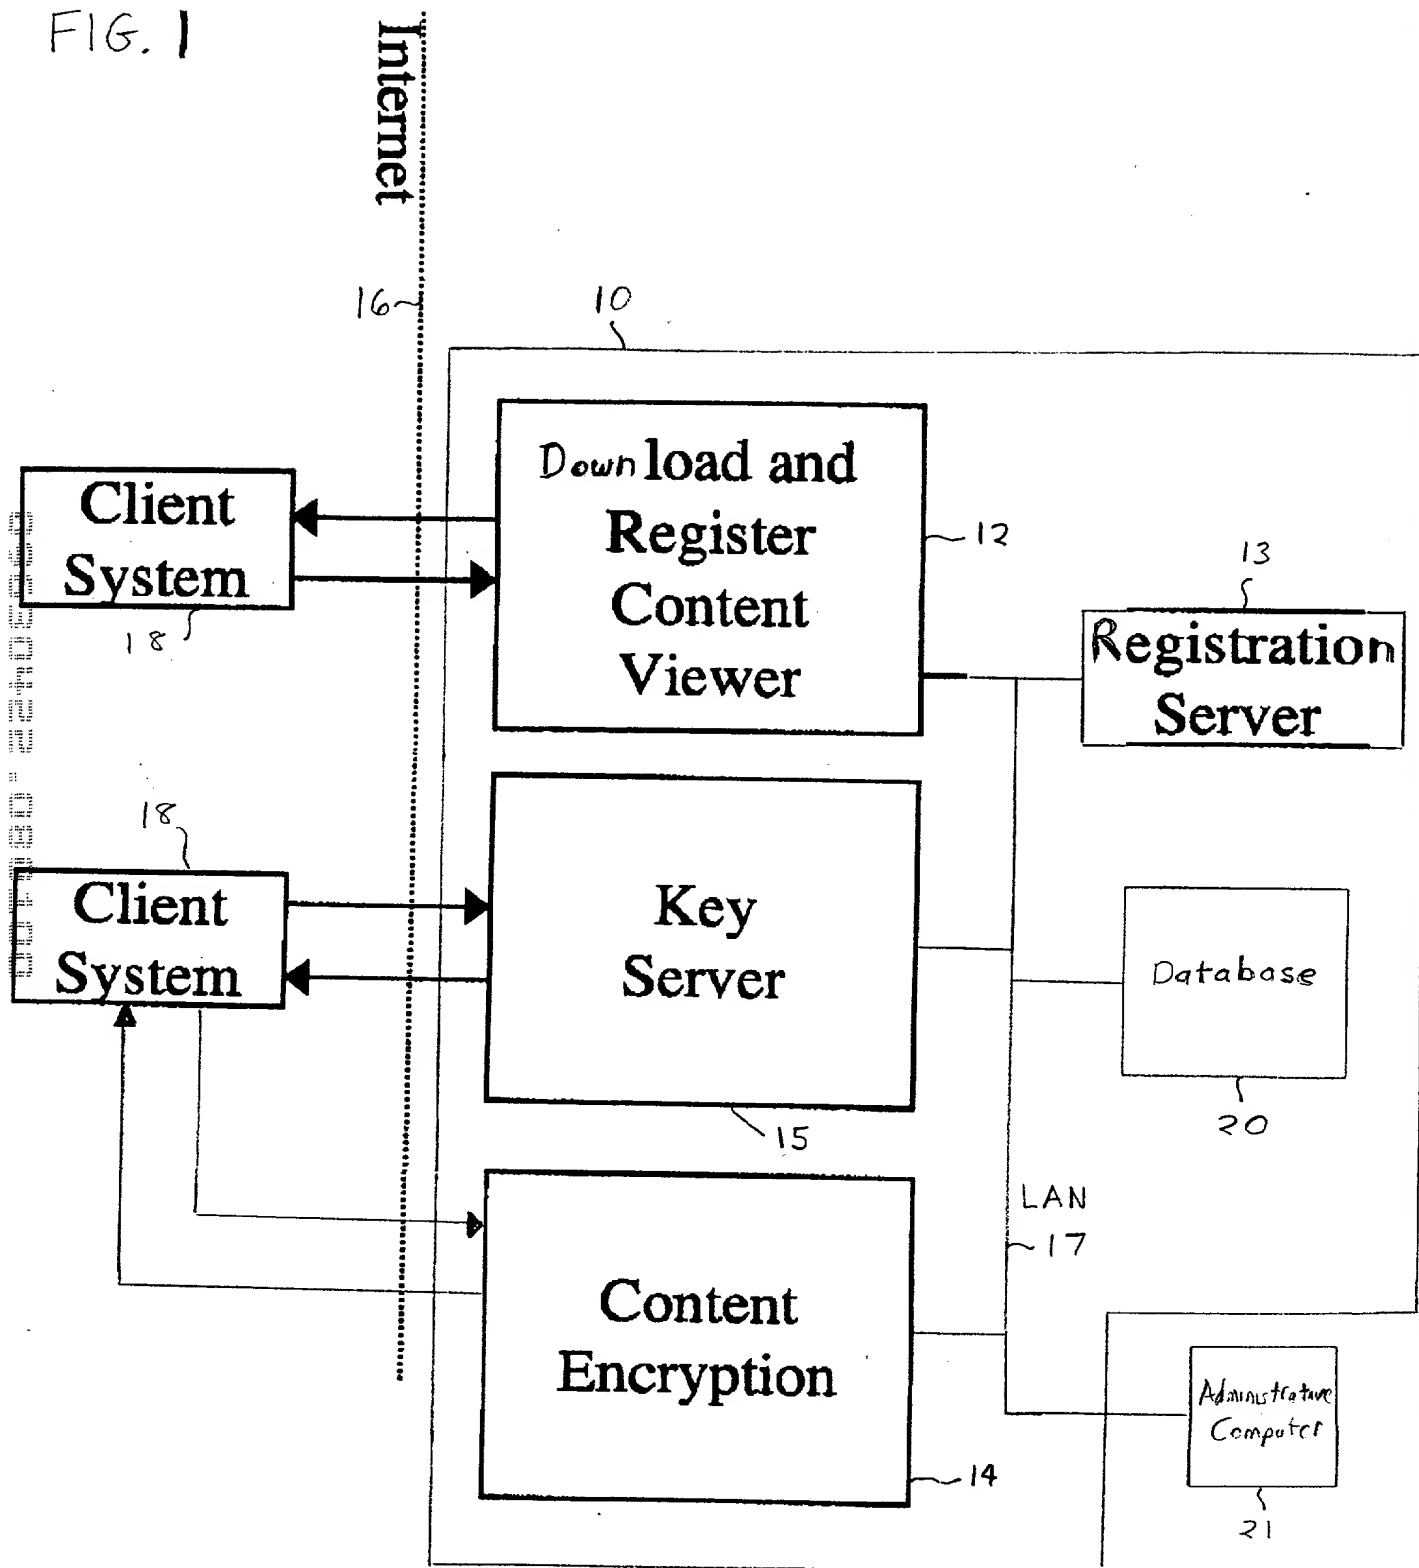 FIG. 1
Internet
16
10
Download and
Register
Content
Viewer
12
Client
System
18
13
Registration
Server
Key
Server
15
18
Client
System
Database
20
LAN
17
Content
Encryption
14
Administrative
Computer
21